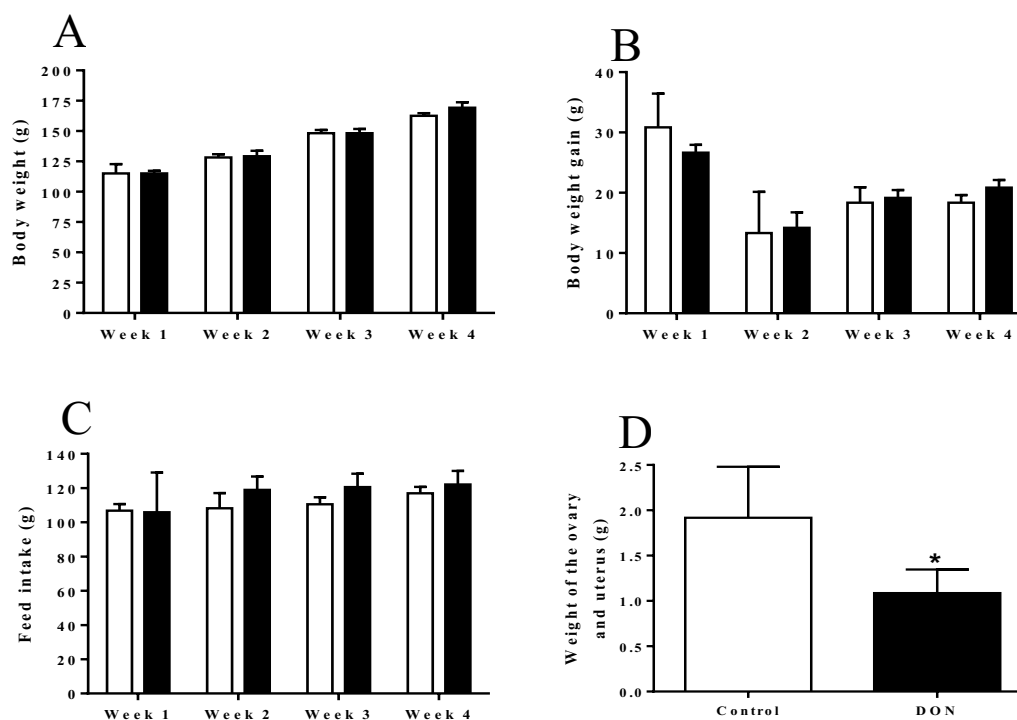 A
Body weight (g)
200
175
150
125
100
75
50
25
0
Week 1 Week 2 Week 3 Week 4
B
Body weight gain (g)
40
30
20
10
0
Week 1 Week 2 Week 3 Week 4
C
Feed intake (g)
140
120
100
80
60
40
20
0
Week 1 Week 2 Week 3 Week 4
D
Weight of the ovary
and uterus (g)
2.5
2.0
1.5
1.0
0.5
0.0
*
Control DON